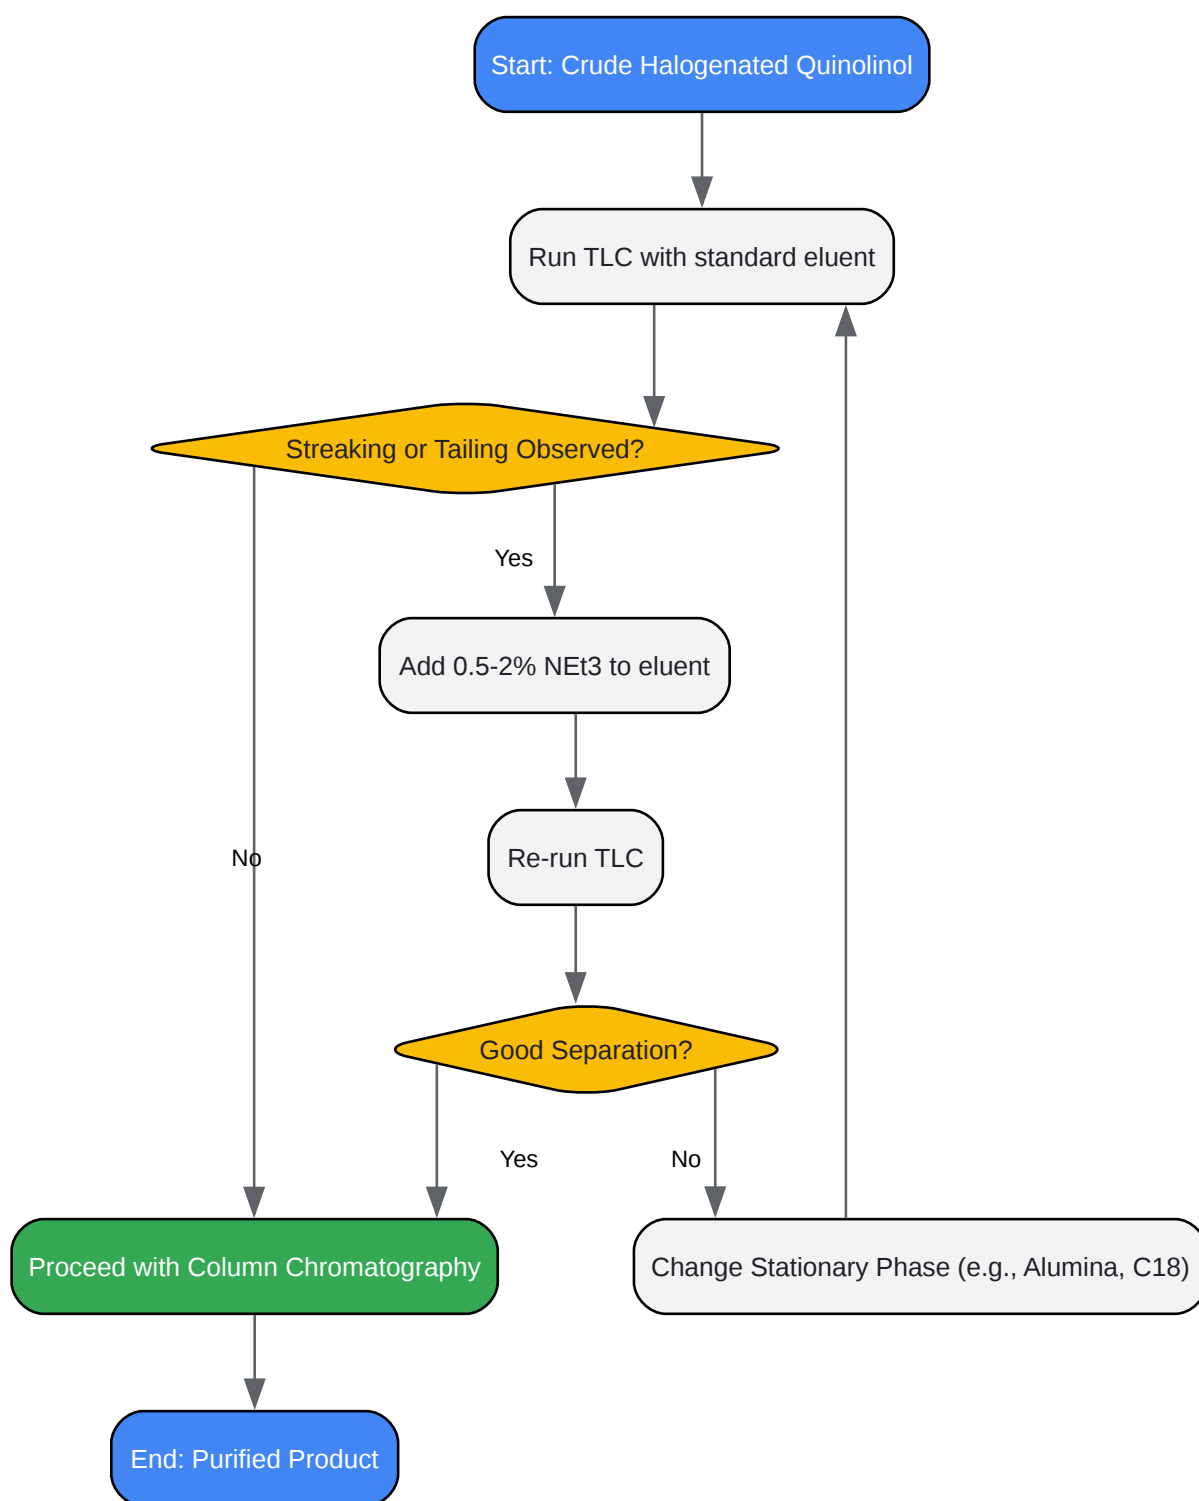 Start: Crude Halogenated Quinolinol
Run TLC with standard eluent
Streaking or Tailing Observed?
Yes
Add 0.5-2% NEt3 to eluent
Re-run TLC
No
Good Separation?
Yes
No
Proceed with Column Chromatography
Change Stationary Phase (e.g., Alumina, C18)
End: Purified Product